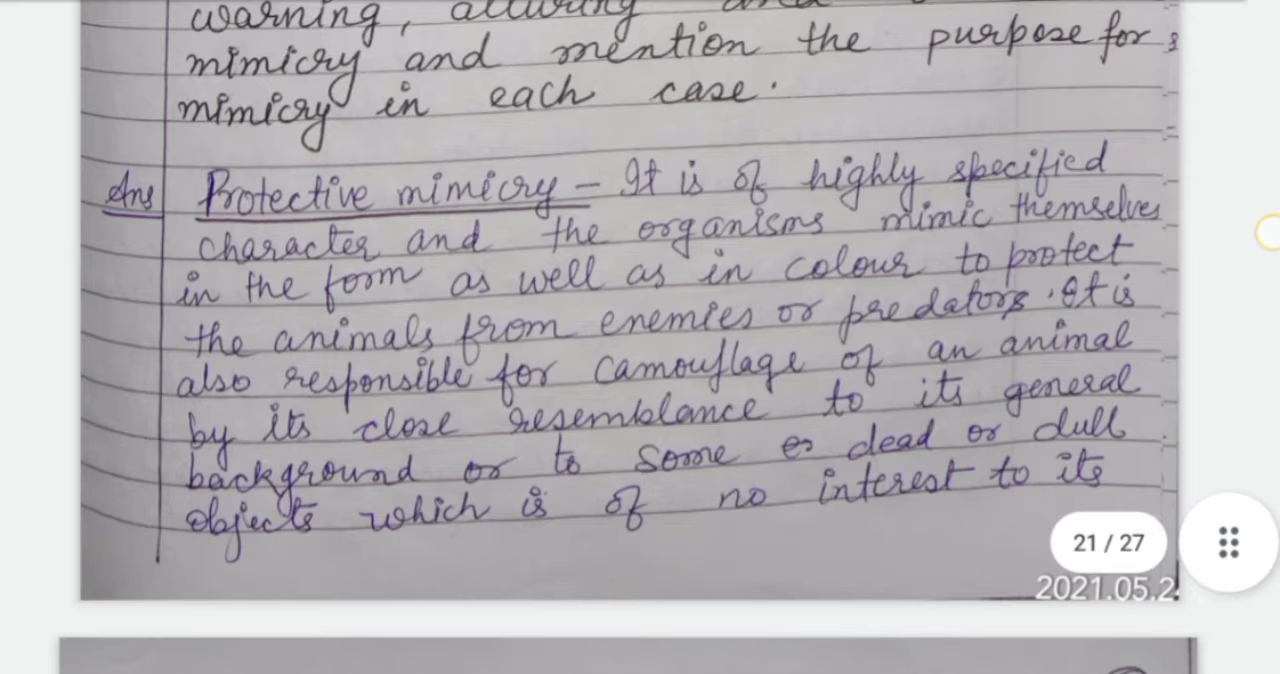 warning, alluring
mimicry and mention the purpose for
mimicry in each case.
Ans Protective mimicry - It is of highly specified
character and the organisms mimic themselves
in the form as well as in colour to protect
the animals from enemies or predators. It is
also responsible for camouflage of an animal
by its close resemblance to its general
background or to some or dead or dull
objects which is of no interest to its
21 / 27
2021.05.2